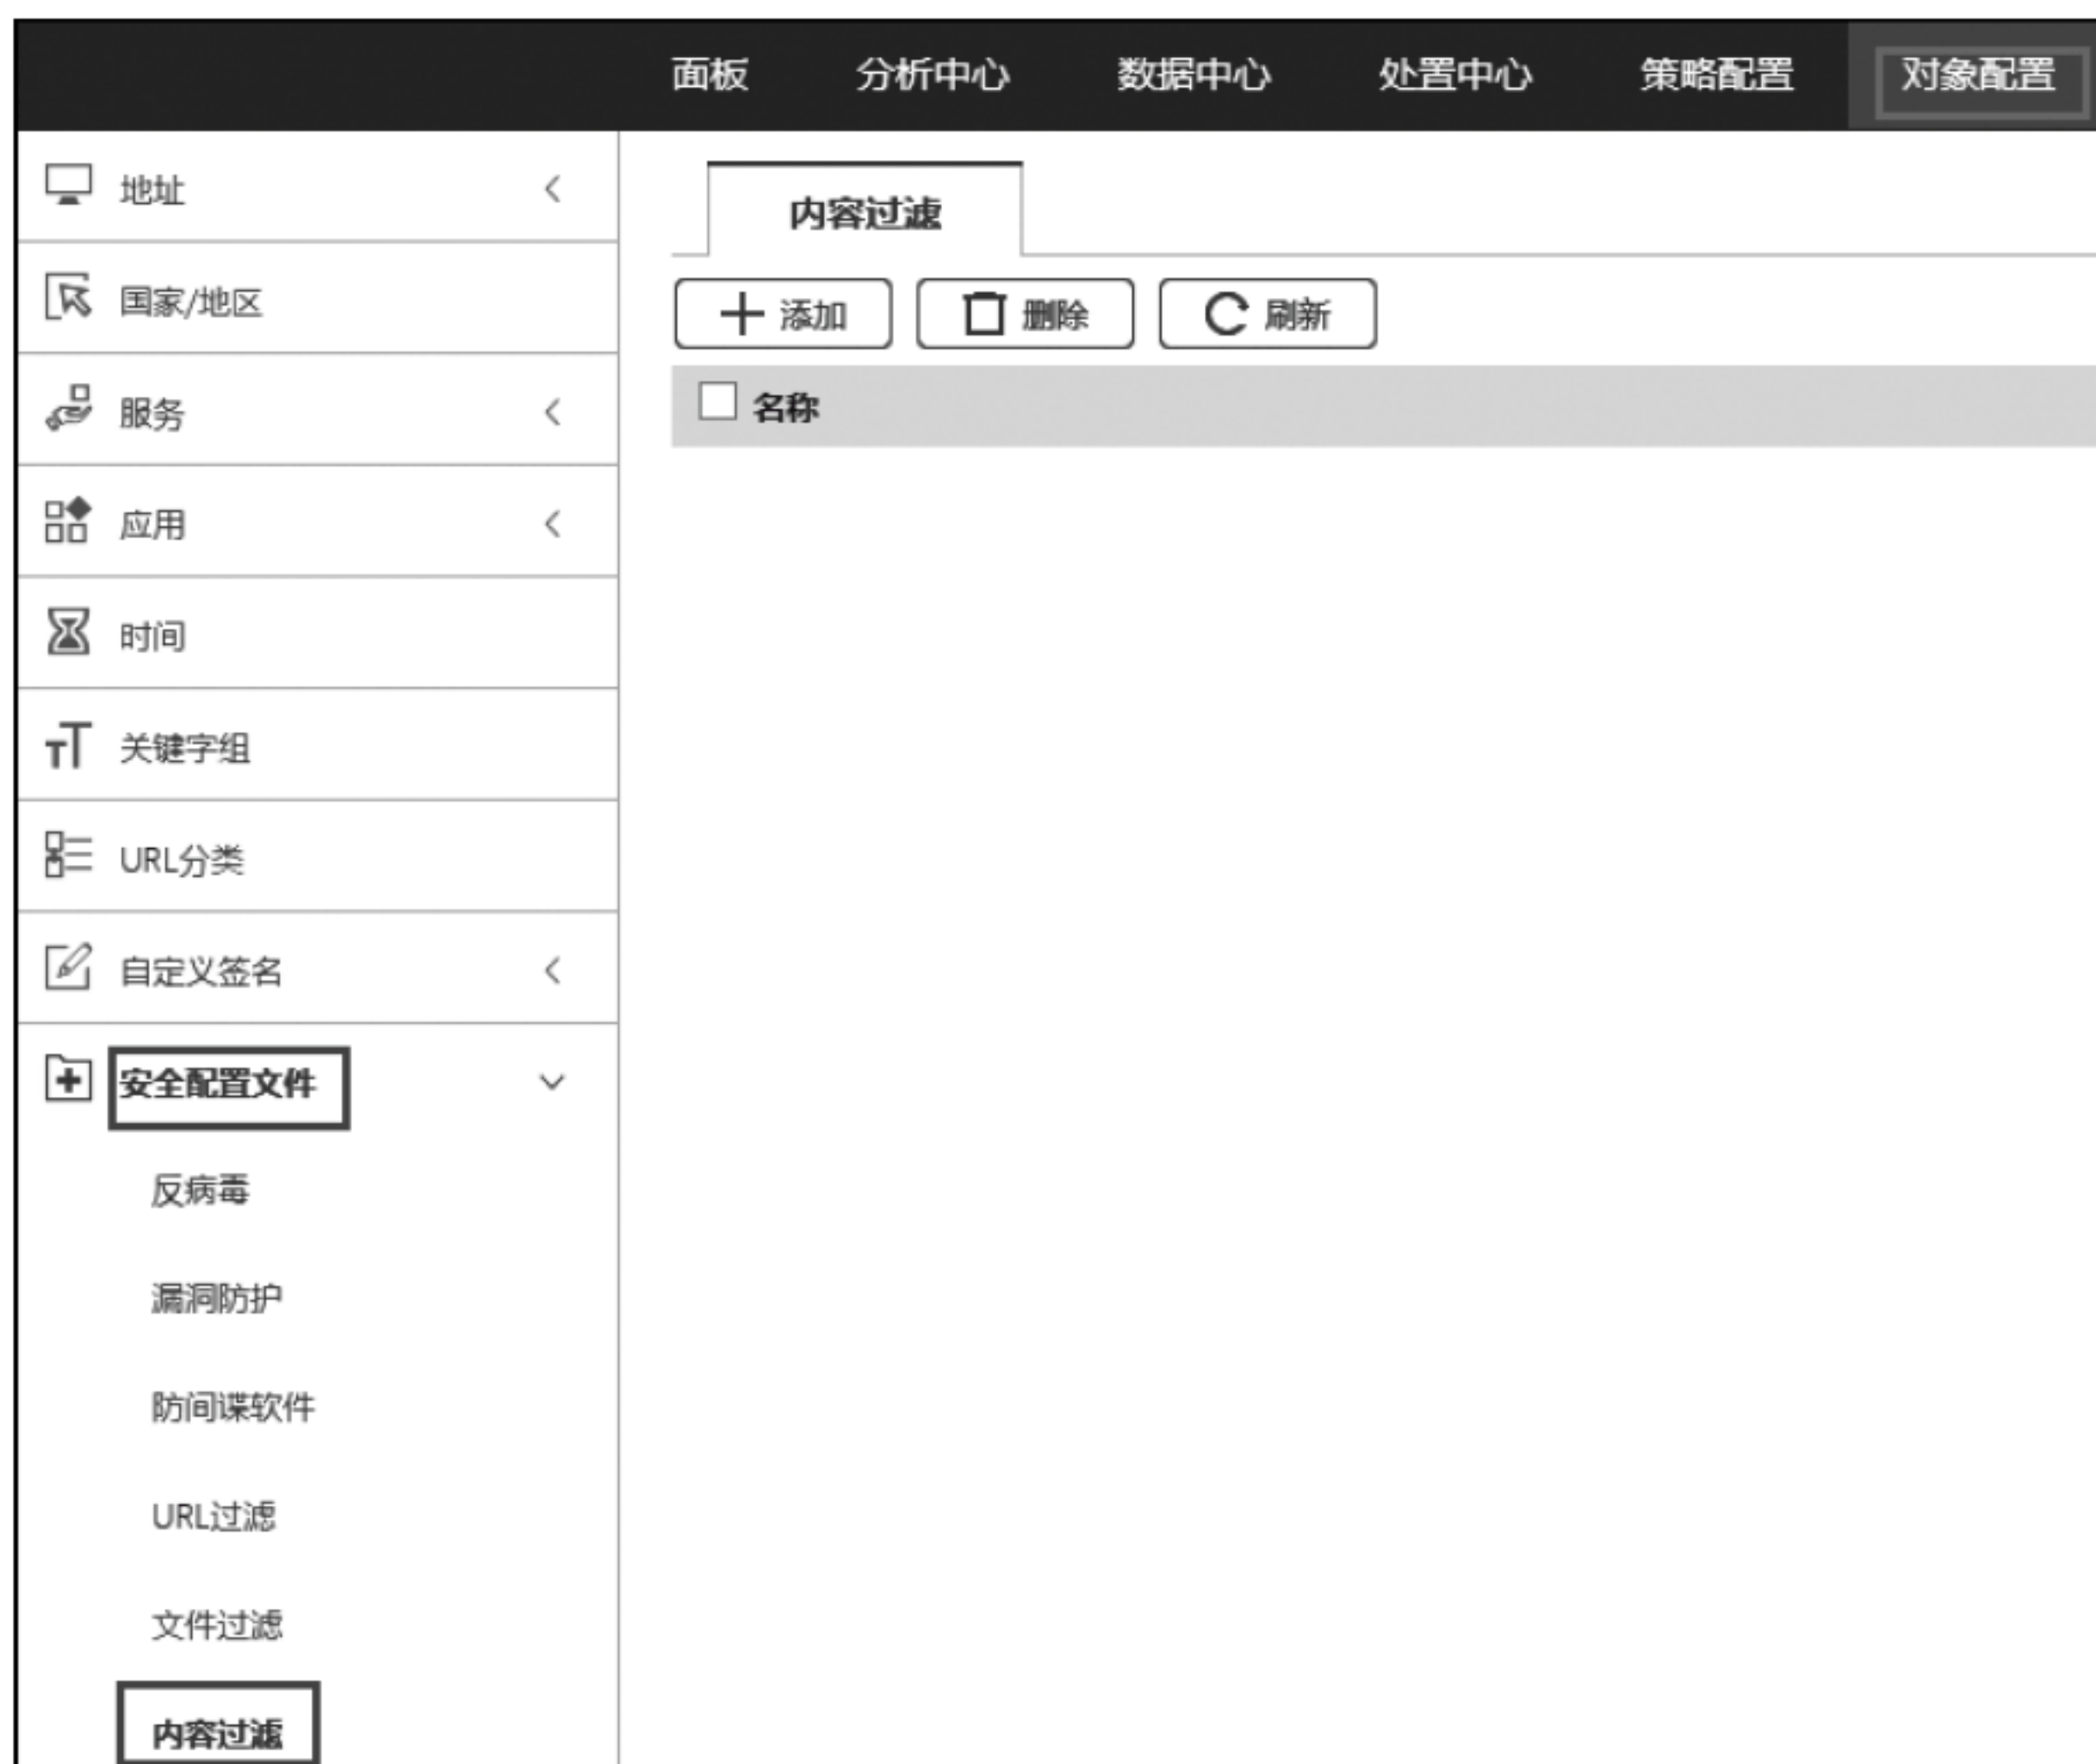 面板 分析中心 数据中心 处置中心 策略配置 对象配置
地址
国家/地区
服务
应用
时间
关键字组
URL分类
自定义签名
安全配置文件
反病毒
漏洞防护
防间谍软件
URL过滤
文件过滤
内容过滤
内容过滤
添加 删除 刷新
名称